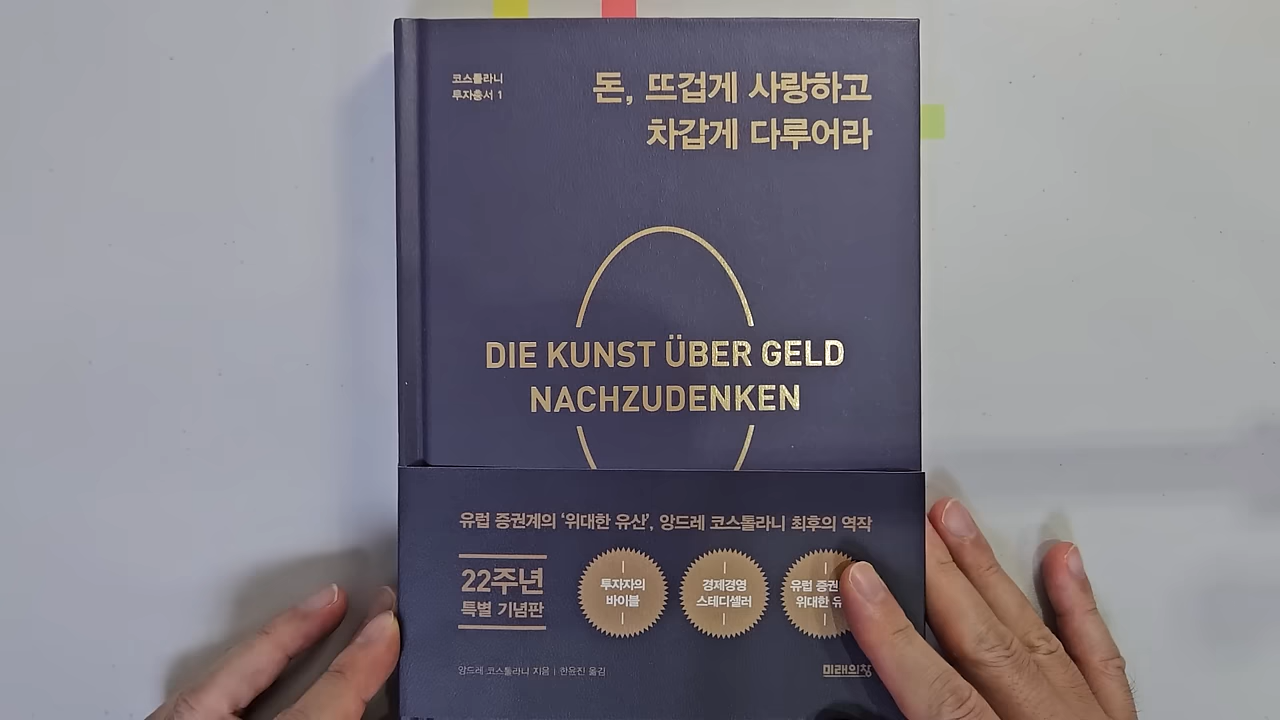 코스톨라니
투자총서 1
돈, 뜨겁게 사랑하고
차갑게 다루어라
DIE KUNST ÜBER GELD
NACHZUDENKEN
유럽 증권계의 '위대한 유산', 앙드레 코스톨라니 최후의 역작
22주년
특별 기념판
투자자의
바이블
경제경영
스테디셀러
유럽 증권
위대한
앙드레 코스톨라니 지음 | 한윤진 옮김
미래의창